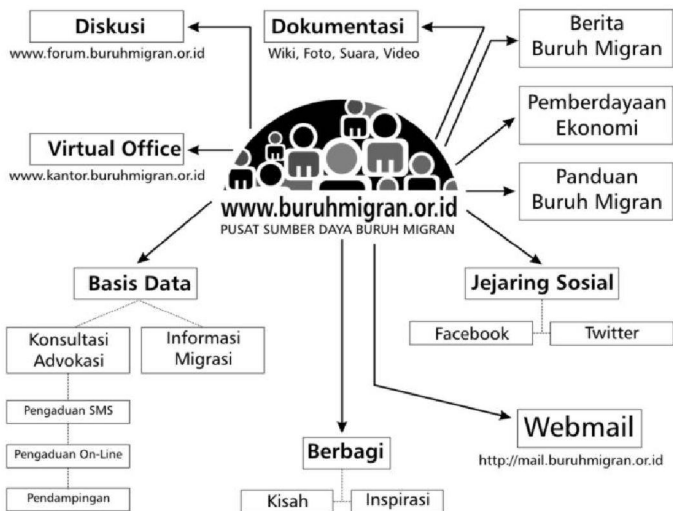 Diskusi
www.forum.buruhmigran.or.id
Dokumentasi
Wiki, Foto, Suara, Video
Berita
Buruh Migran
Pemberdayaan
Ekonomi
Panduan
Buruh Migran
Virtual Office
www.kantor.buruhmigran.or.id
www.buruhmigran.or.id
PUSAT SUMBER DAYA BURUH MIGRAN
Basis Data
Konsultasi
Advokasi
Informasi
Migrasi
Pengaduan SMS
Pengaduan On-Line
Pendampingan
Jejaring Sosial
Facebook
Twitter
Berbagi
Kisah
Inspirasi
Webmail
http://mail.buruhmigran.or.id